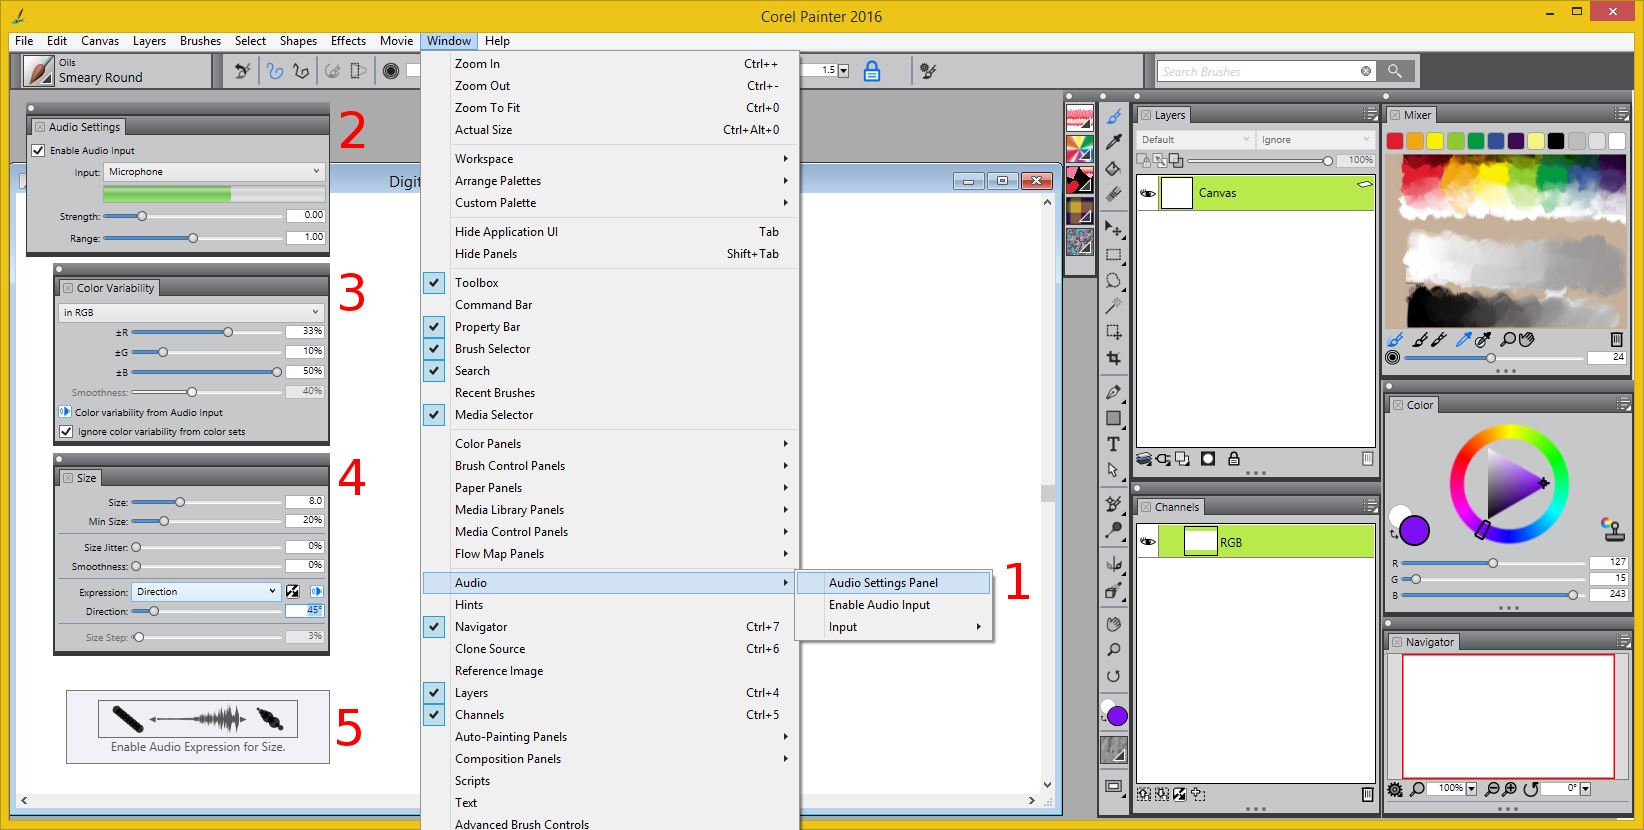 Corel Painter 2016
File Edit Canvas Layers Brushes Select Shapes Effects Movie Window Help
Oils
Smeary Round
1.5
Search Brushes
Audio Settings
Enable Audio Input
Input: Microphone
Strength: 0.00
Range: 1.00
2
Color Variability
in RGB
±R 33%
±G 10%
±B 50%
Smoothness: 40%
Color variability from Audio Input
Ignore color variability from color sets
3
Size
Size: 8.0
Min Size: 20%
Size Jitter: 0%
Smoothness: 0%
Expression: Direction
Direction: 45°
Size Step: 3%
4
Enable Audio Expression for Size.
5
Digit
Zoom In Ctrl++
Zoom Out Ctrl+-
Zoom To Fit Ctrl+0
Actual Size Ctrl+Alt+0
Workspace
Arrange Palettes
Custom Palette
Hide Application UI Tab
Hide Panels Shift+Tab
Toolbox
Command Bar
Property Bar
Brush Selector
Search
Recent Brushes
Media Selector
Color Panels
Brush Control Panels
Paper Panels
Media Library Panels
Media Control Panels
Flow Map Panels
Audio
Hints
Navigator Ctrl+7
Clone Source Ctrl+6
Reference Image
Layers Ctrl+4
Channels Ctrl+5
Auto-Painting Panels
Composition Panels
Scripts
Text
Advanced Brush Controls
Audio Settings Panel
Enable Audio Input
Input
1
T
Layers
Default Ignore
100%
Canvas
Channels
RGB
Mixer
24
Color
R 127
G 15
B 243
Navigator
100% 0°